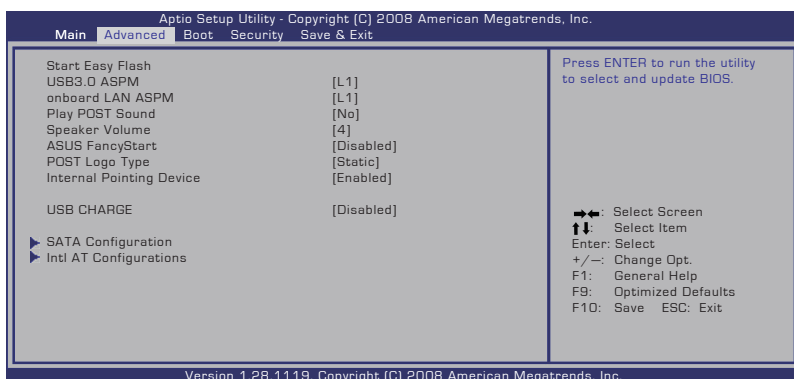 Aptio Setup Utility - Copyright (C) 2008 American Megatrends, Inc.
Main Advanced Boot Security Save & Exit
Start Easy Flash
USB3.0 ASPM [L1]
onboard LAN ASPM [L1]
Play POST Sound [No]
Speaker Volume [4]
ASUS FancyStart [Disabled]
POST Logo Type [Static]
Internal Pointing Device [Enabled]
USB CHARGE [Disabled]
SATA Configuration
Intl AT Configurations
Press ENTER to run the utility
to select and update BIOS.
→←: Select Screen
↑↓: Select Item
Enter: Select
+/—: Change Opt.
F1: General Help
F9: Optimized Defaults
F10: Save ESC: Exit
Version 1.28.1119. Copyright (C) 2008 American Megatrends, Inc.